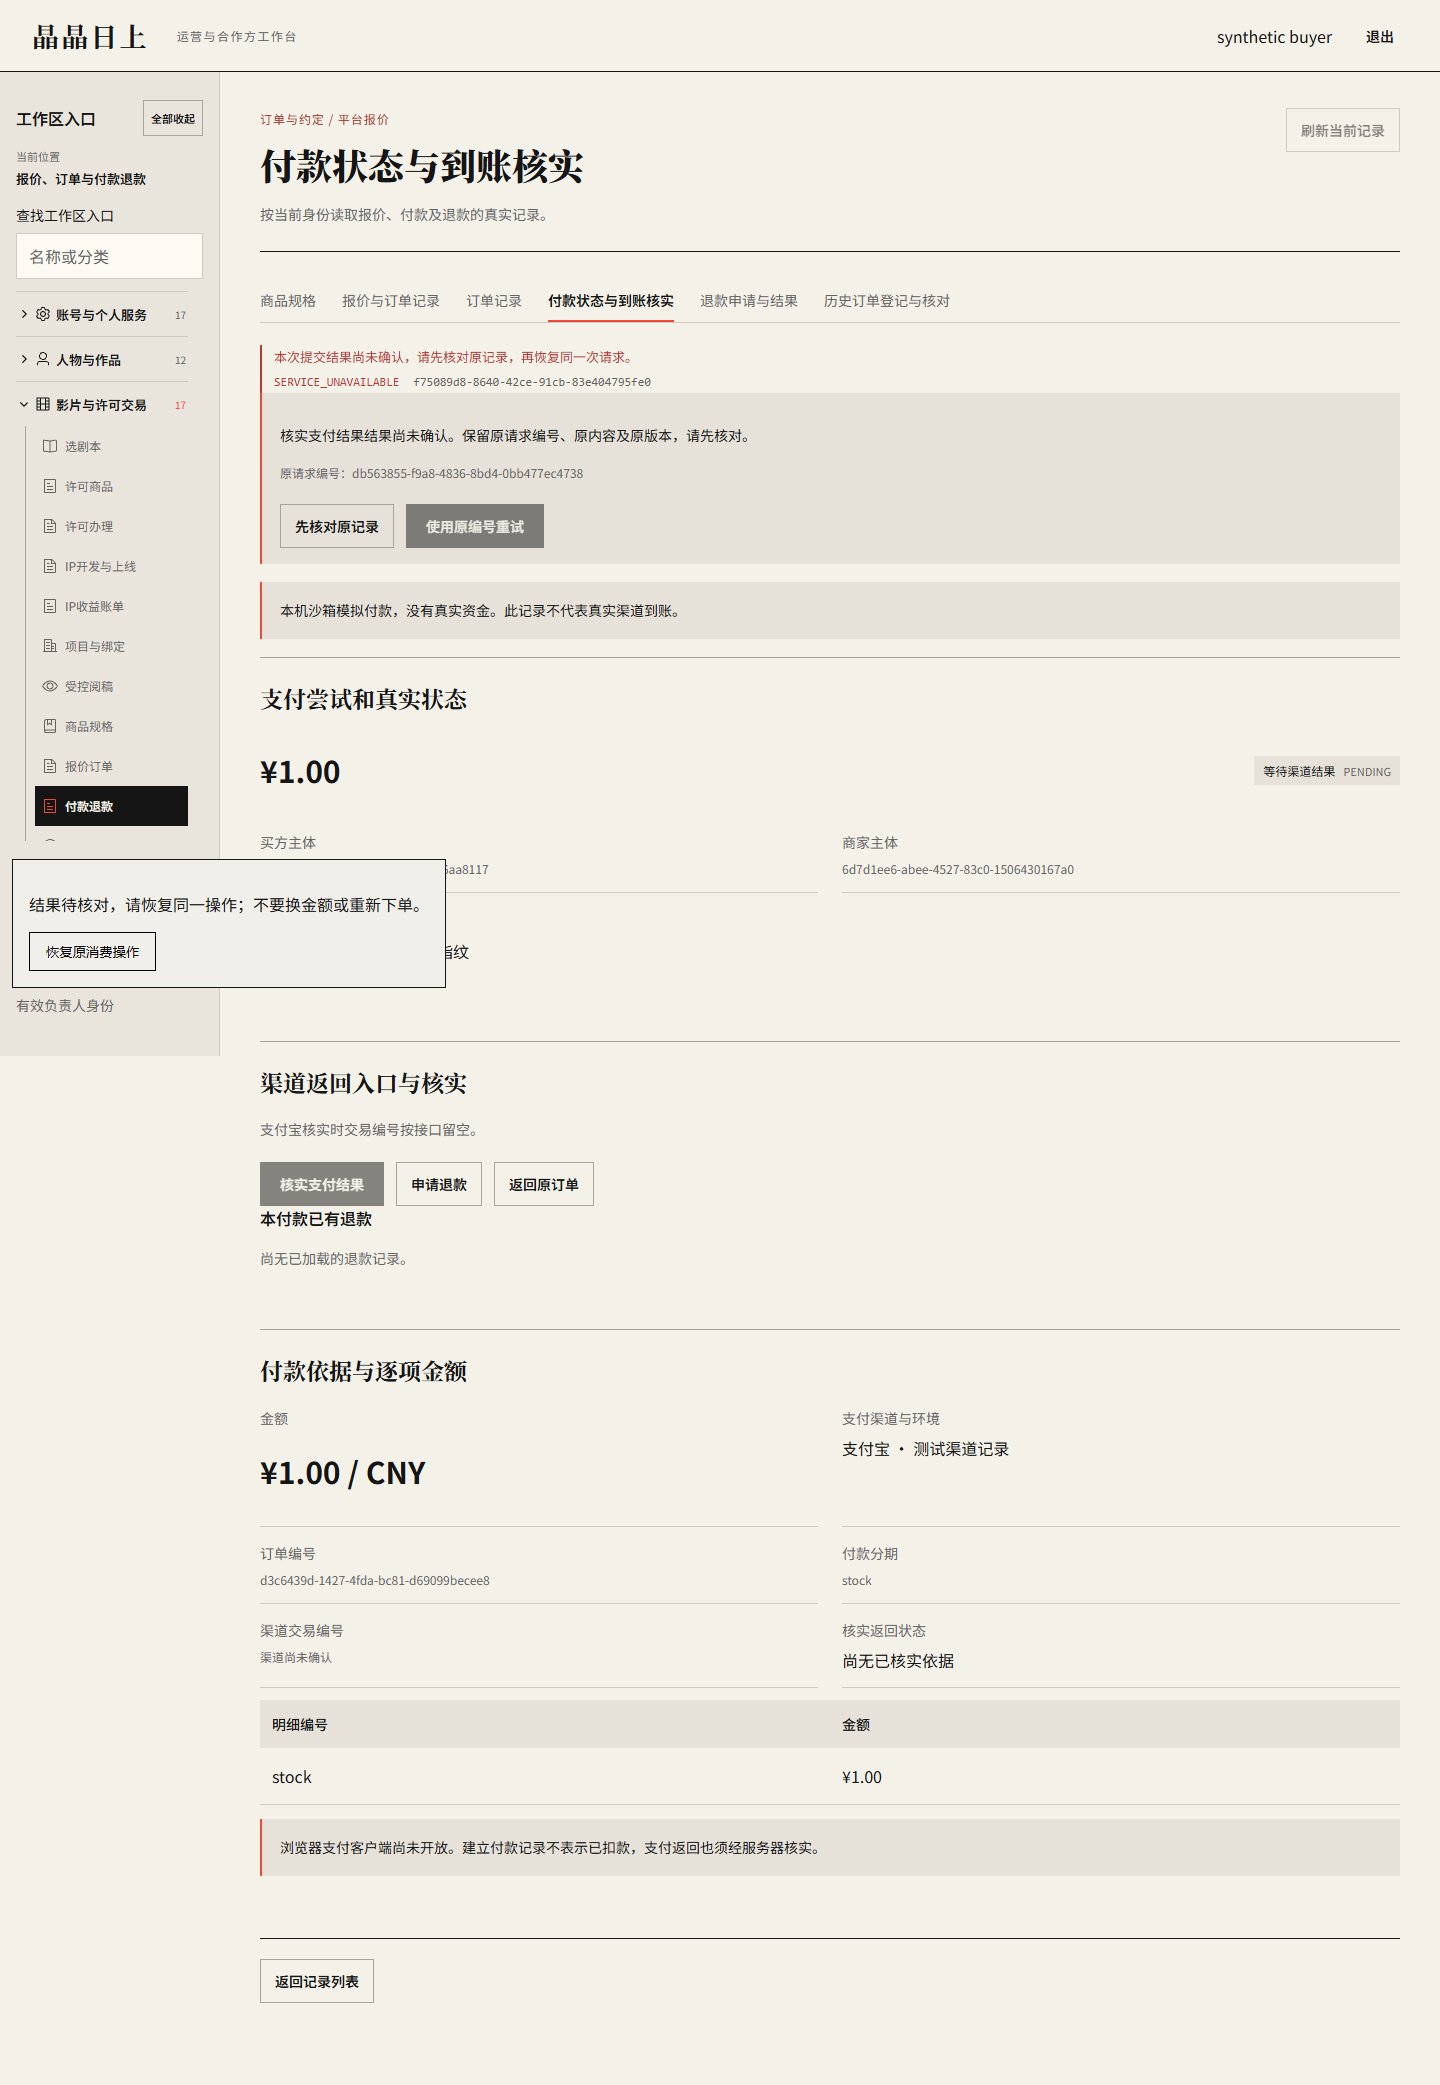 晶晶日上
运营与合作方工作台
synthetic buyer
退出
工作区入口
全部收起
当前位置
报价、订单与付款退款
查找工作区入口
名称或分类
账号与个人服务 17
人物与作品 12
影片与许可交易 17
选剧本
许可商品
许可办理
IP开发与上线
IP收益账单
项目与绑定
受控阅稿
商品规格
报价订单
付款退款
结果待核对，请恢复同一操作；不要换金额或重新下单。
恢复原消费操作
有效负责人身份
订单与约定 / 平台报价
付款状态与到账核实
按当前身份读取报价、付款及退款的真实记录。
刷新当前记录
商品规格 报价与订单记录 订单记录 付款状态与到账核实 退款申请与结果 历史订单登记与核对
本次提交结果尚未确认，请先核对原记录，再恢复同一次请求。
SERVICE_UNAVAILABLE f75089d8-8640-42ce-91cb-83e404795fe0
核实支付结果结果尚未确认。保留原请求编号、原内容及原版本，请先核对。
原请求编号：db563855-f9a8-4836-8bd4-0bb477ec4738
先核对原记录 使用原编号重试
本机沙箱模拟付款，没有真实资金。此记录不代表真实渠道到账。
支付尝试和真实状态
¥1.00
等待渠道结果 PENDING
买方主体
aa8117
商家主体
6d7d1ee6-abee-4527-83c0-1506430167a0
纹
渠道返回入口与核实
支付宝核实时交易编号按接口留空。
核实支付结果 申请退款 返回原订单
本付款已有退款
尚无已加载的退款记录。
付款依据与逐项金额
金额
¥1.00 / CNY
支付渠道与环境
支付宝 · 测试渠道记录
订单编号
d3c6439d-1427-4fda-bc81-d69099becee8
付款分期
stock
渠道交易编号
渠道尚未确认
核实返回状态
尚无已核实依据
明细编号 金额
stock ¥1.00
浏览器支付客户端尚未开放。建立付款记录不表示已扣款，支付返回也须经服务器核实。
返回记录列表